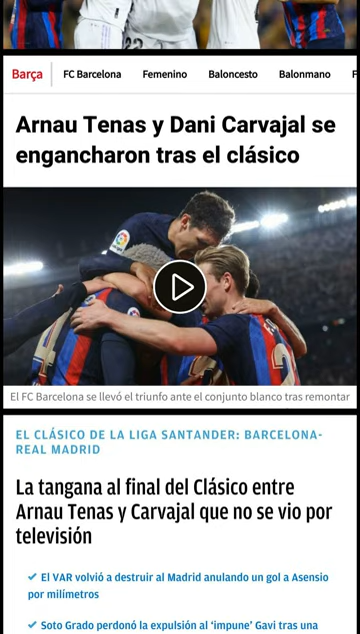 Barça FC Barcelona Femenino Baloncesto Balonmano
Arnau Tenas y Dani Carvajal se
engancharon tras el clásico
El FC Barcelona se llevó el triunfo ante el conjunto blanco tras remontar
EL CLÁSICO DE LA LIGA SANTANDER: BARCELONA-
REAL MADRID
La tangana al final del Clásico entre
Arnau Tenas y Carvajal que no se vio por
televisión
✓ El VAR volvió a destruir al Madrid anulando un gol a Asensio
por milímetros
✓ Soto Grado perdonó la expulsión al ‘impune’ Gavi tras una